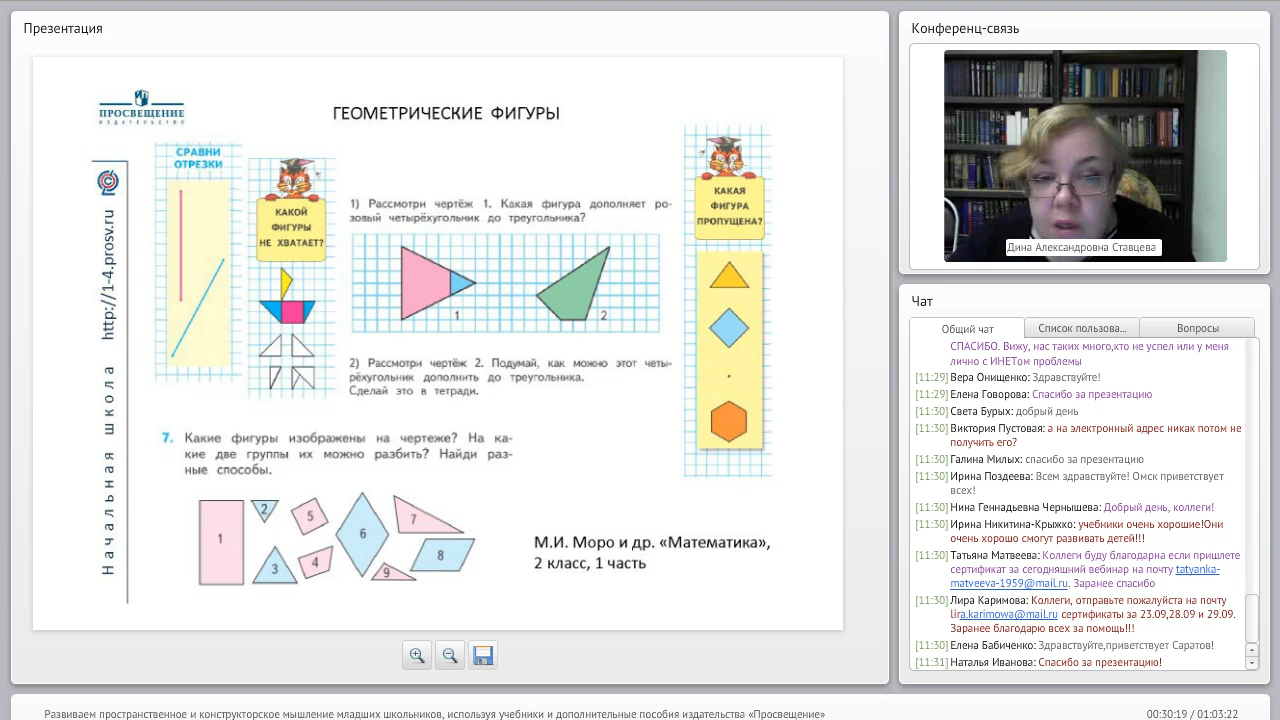 Презентация
ПРОСВЕЩЕНИЕ
ИЗДАТЕЛЬСТВО
ГЕОМЕТРИЧЕСКИЕ ФИГУРЫ
Начальная школа http://1-4.prosv.ru
СРАВНИ
ОТРЕЗКИ
КАКОЙ
ФИГУРЫ
НЕ ХВАТАЕТ?
1) Рассмотри чертёж 1. Какая фигура дополняет ро-
зовый четырёхугольник до треугольника?
1
2
2) Рассмотри чертёж 2. Подумай, как можно этот четы-
рёхугольник дополнить до треугольника.
Сделай это в тетради.
КАКАЯ
ФИГУРА
ПРОПУЩЕНА?
7. Какие фигуры изображены на чертеже? На ка-
кие две группы их можно разбить? Найди раз-
ные способы.
1
2
3
4
5
6
7
8
9
М.И. Моро и др. «Математика»,
2 класс, 1 часть
Конференц-связь
Дина Александровна Ставцева
Чат
Общий чат
Список пользова...
Вопросы
СПАСИБО. Вижу, нас таких много,кто не успел или у меня
лично с ИНЕТом проблемы
[11:29] Вера Онищенко: Здравствуйте!
[11:29] Елена Говорова: Спасибо за презентацию
[11:30] Света Бурых: добрый день
[11:30] Виктория Пустовая: а на электронный адрес никак потом не
получить его?
[11:30] Галина Милых: спасибо за презентацию
[11:30] Ирина Поздеева: Всем здравствуйте! Омск приветствует
всех!
[11:30] Нина Геннадьевна Чернышева: Добрый день, коллеги!
[11:30] Ирина Никитина-Крыжко: учебники очень хорошие!Они
очень хорошо смогут развивать детей!!!
[11:30] Татьяна Матвеева: Коллеги буду благодарна если пришлете
сертификат за сегодняшний вебинар на почту tatyanka-
matveeva-1959@mail.ru. Заранее спасибо
[11:30] Лира Каримова: Коллеги, отправьте пожалуйста на почту
lira.karimowa@mail.ru сертификаты за 23.09,28.09 и 29.09.
Заранее благодарю всех за помощь!!!
[11:30] Елена Бабиченко: Здравствуйте,приветствует Саратов!
[11:31] Наталья Иванова: Спасибо за презентацию!
Развиваем пространственное и конструкторское мышление младших школьников, используя учебники и дополнительные пособия издательства «Просвещение»
00:30:19 / 01:03:22